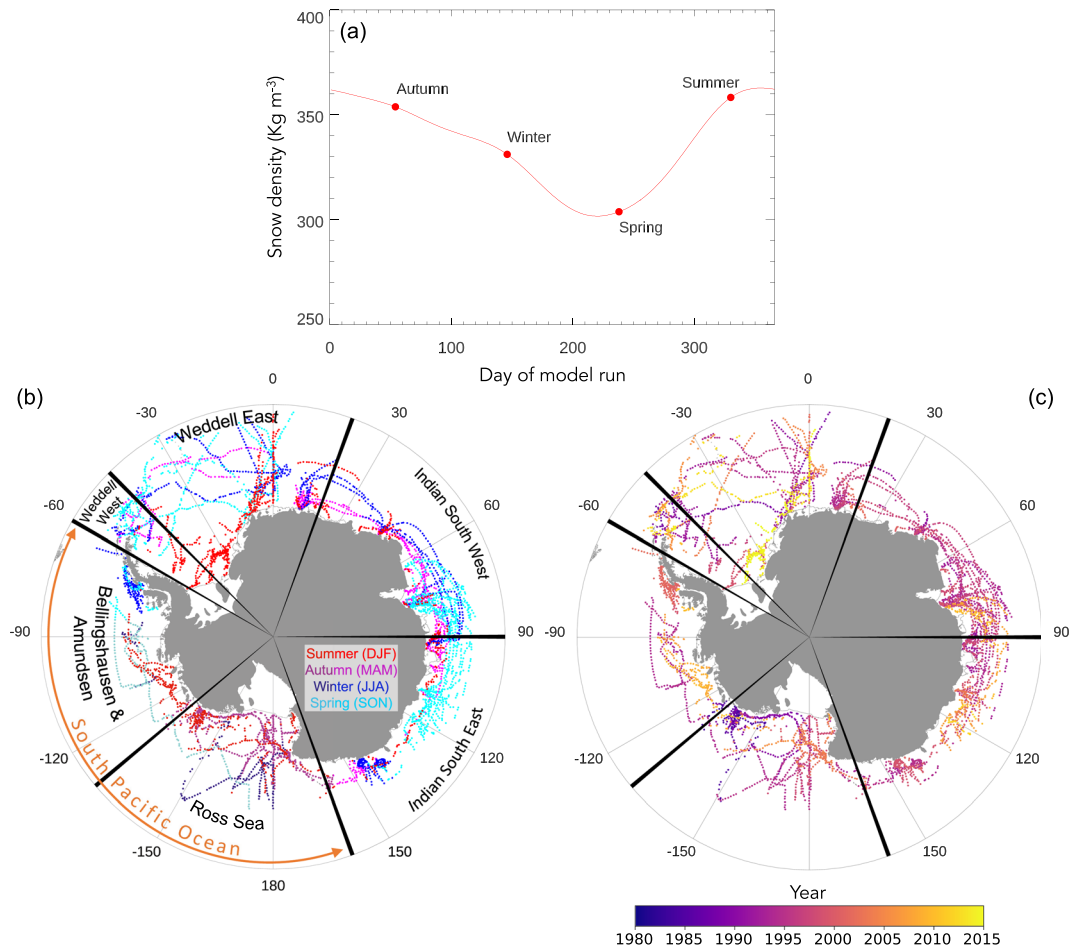 (a)
400
350
300
250
Snow density (Kg m-3)
Autumn
Winter
Spring
Summer
0
100
200
300
Day of model run
(b)
0
30
60
90
120
150
180
-150
-120
-90
-60
-30
Weddell East
Weddell
West
Indian South West
Indian South East
Bellingshausen &
Amundsen
Ross Sea
South Pacific Ocean
Summer (DJF)
Autumn (MAM)
Winter (JJA)
Spring (SON)
(c)
0
30
60
90
120
150
-150
-120
-90
-60
-30
Year
1980 1985 1990 1995 2000 2005 2010 2015